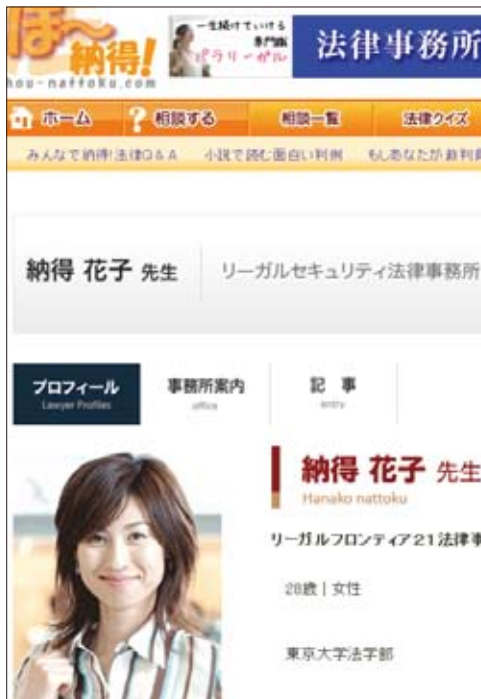 ほ〜納得!
hou-nattoku.com
一生続けていける
専門職
パラリーガル
法律事務所
ホーム
? 相談する
相談一覧
法律クイズ
みんなで納得!法律Q&A
小説で読む面白い判例
もしあなたが裁判員
納得 花子 先生
リーガルセキュリティ法律事務所
プロフィール
Lawyer Profiles
事務所案内
office
記 事
entry
納得 花子 先生
Hanako nattoku
リーガルフロンティア21法律事
28歳 | 女性
東京大学法学部